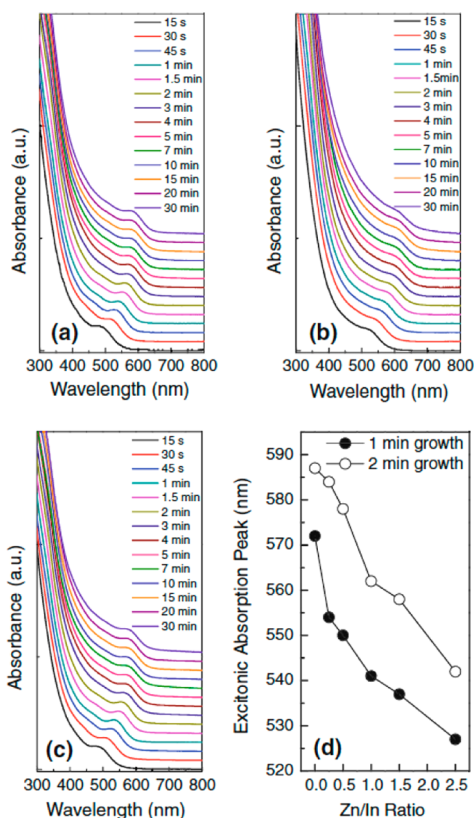 Absorbance (a.u.)
15 s
30 s
45 s
1 min
1.5 min
2 min
3 min
4 min
5 min
7 min
10 min
15 min
20 min
30 min
(a)
300 400 500 600 700 800
Wavelength (nm)
Absorbance (a.u.)
15 s
30 s
45 s
1 min
1.5min
2 min
3 min
4 min
5 min
7 min
10 min
15 min
20 min
30 min
(b)
300 400 500 600 700 800
Wavelength (nm)
Absorbance (a.u.)
15 s
30 s
45 s
1 min
1.5 min
2 min
3 min
4 min
5 min
7 min
10 min
15 min
20 min
30 min
(c)
300 400 500 600 700 800
Wavelength (nm)
Excitonic Absorption Peak (nm)
1 min growth
2 min growth
590
580
570
560
550
540
530
520
(d)
0.0 0.5 1.0 1.5 2.0 2.5
Zn/In Ratio